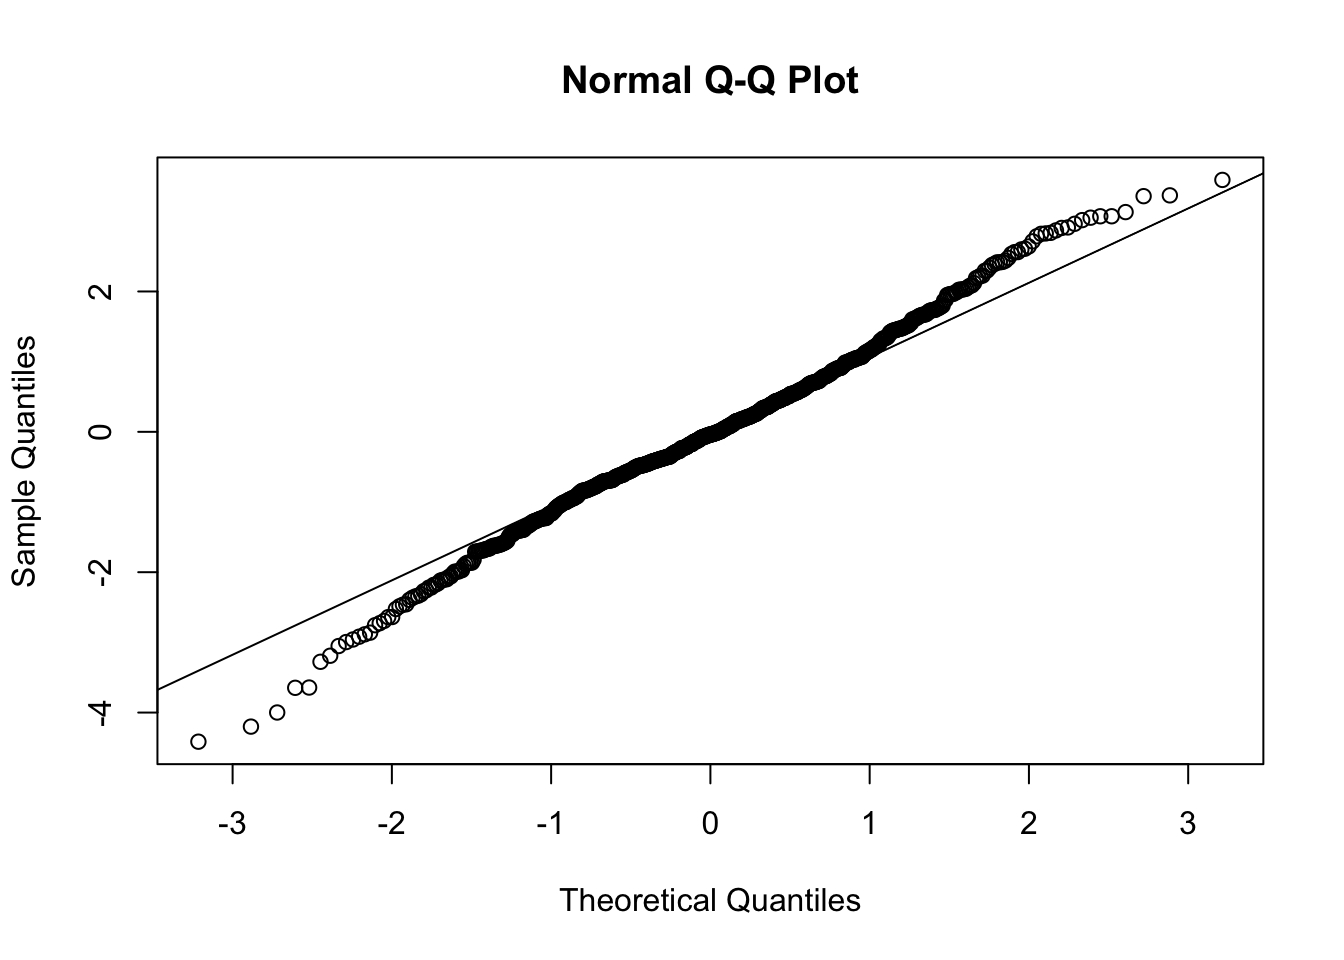 Normal Q-Q Plot
Sample Quantiles
2
0
-2
-4
-3 -2 -1 0 1 2 3
Theoretical Quantiles